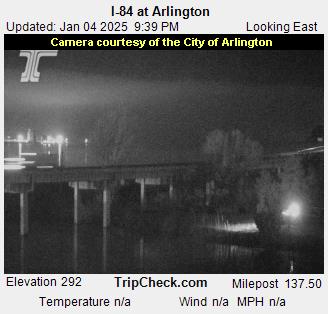 I-84 at Arlington
Updated: Jan 04 2025 9:39 PM Looking East
Camera courtesy of the City of Arlington
Elevation 292 TripCheck.com Milepost 137.50
Temperature n/a Wind n/a MPH n/a